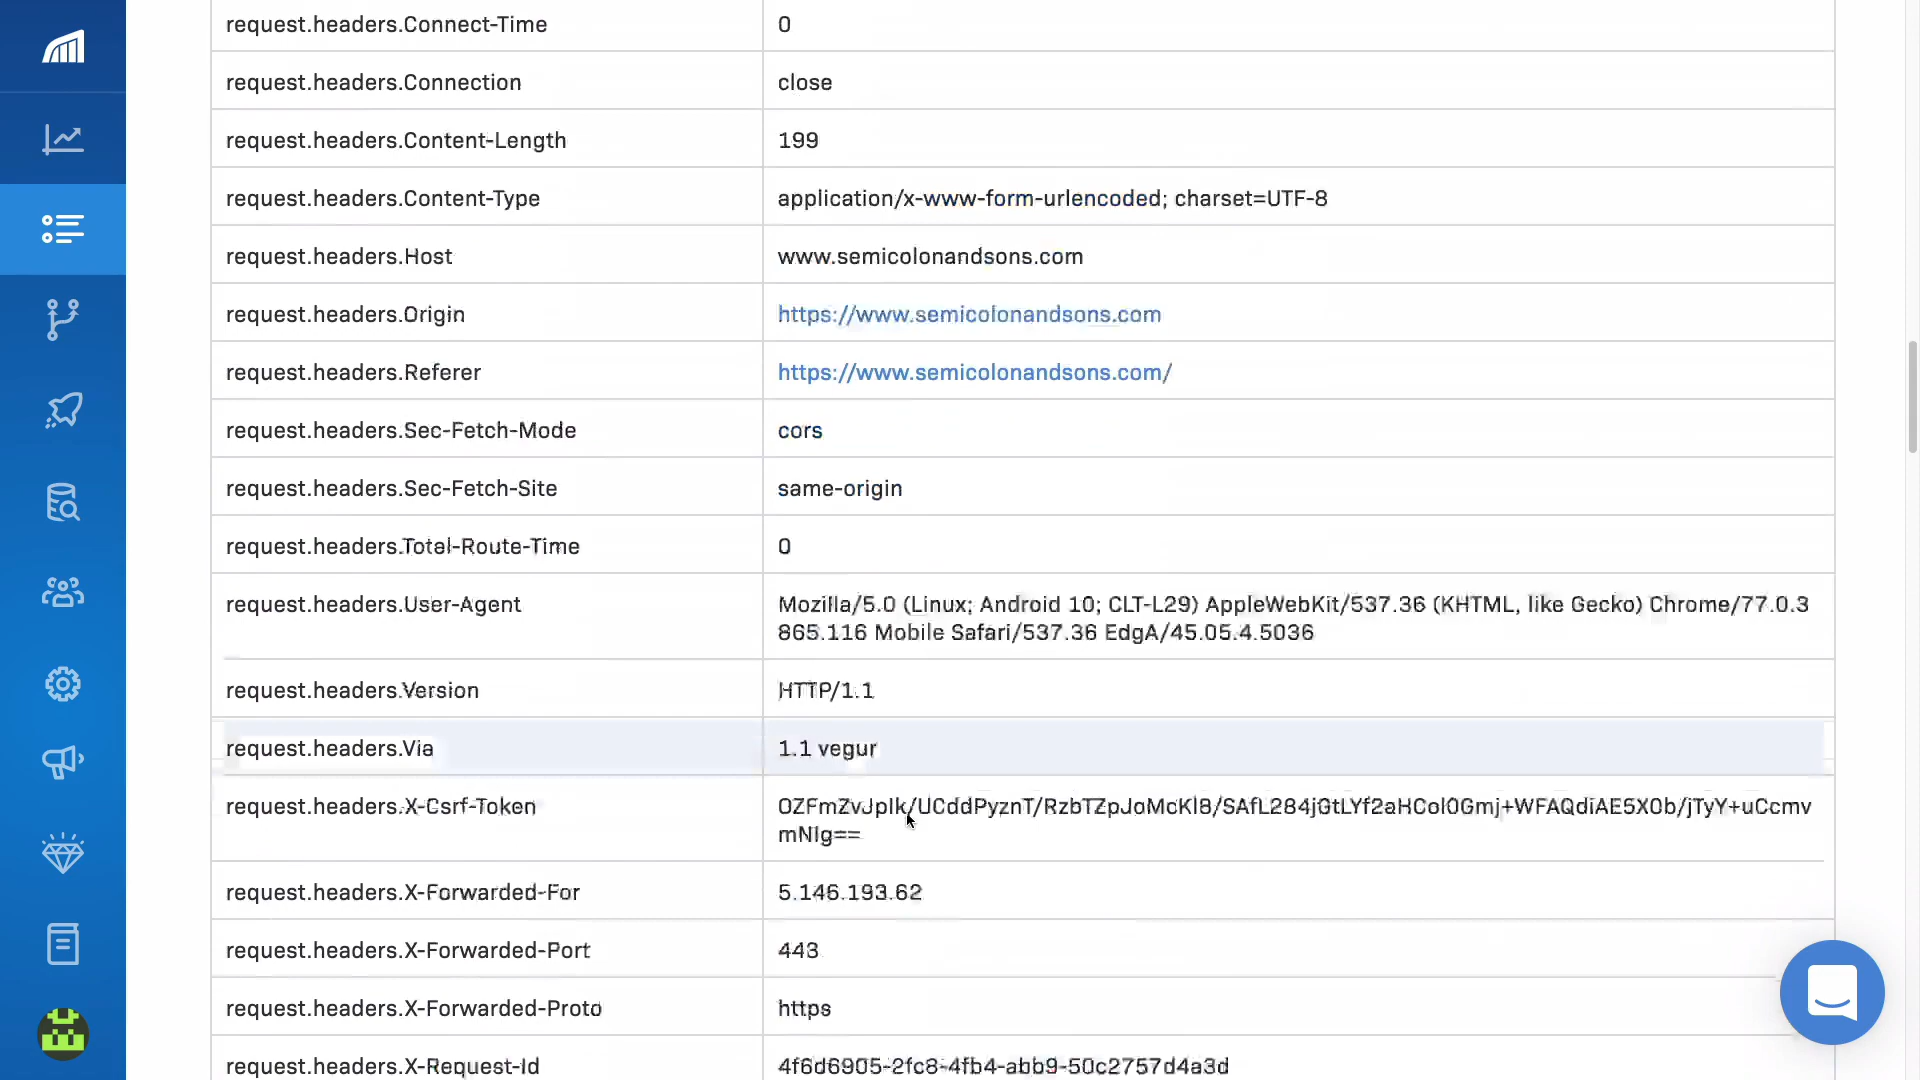 request.headers.Connect-Time 0
request.headers.Connection close
request.headers.Content-Length 199
request.headers.Content-Type application/x-www-form-urlencoded; charset=UTF-8
request.headers.Host www.semicolonandsons.com
request.headers.Origin https://www.semicolonandsons.com
request.headers.Referer https://www.semicolonandsons.com/
request.headers.Sec-Fetch-Mode cors
request.headers.Sec-Fetch-Site same-origin
request.headers.Total-Route-Time 0
request.headers.User-Agent Mozilla/5.0 (Linux; Android 10; CLT-L29) AppleWebKit/537.36 (KHTML, like Gecko) Chrome/77.0.3
865.116 Mobile Safari/537.36 EdgA/45.05.4.5036
request.headers.Version HTTP/1.1
request.headers.Via 1.1 vegur
request.headers.X-Csrf-Token
mNIg==
request.headers.X-Forwarded-For 5.146.193.62
request.headers.X-Forwarded-Port 443
request.headers.X-Forwarded-Proto https
request.headers.X-Request-Id 4f6d6905-2fc8-4fb4-abb9-50c2757d4a3d